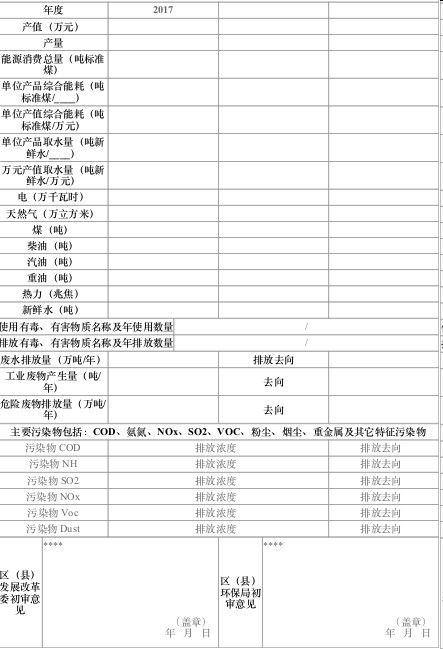 年度 2017
产值（万元）
产量
能源消费总量（吨标准
煤）
单位产品综合能耗（吨
标准煤/____）
单位产值综合能耗（吨
标准煤/万元）
单位产品取水量（吨新
鲜水/____）
万元产值取水量（吨新
鲜水/万元）
电（万千瓦时）
天然气（万立方米）
煤（吨）
柴油（吨）
汽油（吨）
重油（吨）
热力（兆焦）
新鲜水（吨）
使用有毒、有害物质名称及年使用数量 /
排放有毒、有害物质名称及年排放数量 /
废水排放量（万吨/年） 排放去向
工业废物产生量（吨/
年） 去向
危险废物排放量（万吨/
年） 去向
主要污染物包括：COD、氨氮、NOx、SO2、VOC、粉尘、烟尘、重金属及其它特征污染物
污染物 COD 排放浓度 排放去向
污染物 NH 排放浓度 排放去向
污染物 SO2 排放浓度 排放去向
污染物 NOx 排放浓度 排放去向
污染物 Voc 排放浓度 排放去向
污染物 Dust 排放浓度 排放去向
区（县）
发展改革
委初审意
见
****
（盖章）
年 月 日
区（县）
环保局初
审意见
****
（盖章）
年 月 日